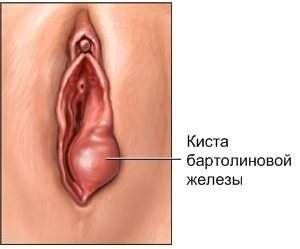 Киста
бартолиновой
железы